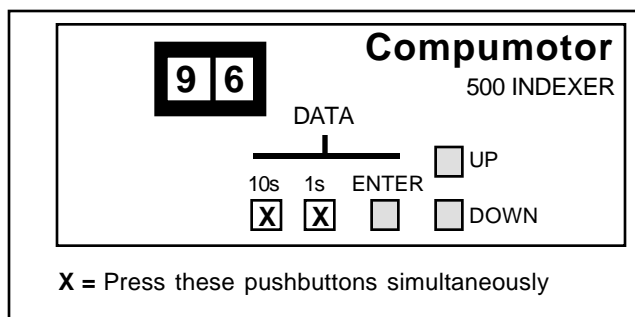 Compumotor
9 6
500 INDEXER
DATA
UP
10s 1s ENTER
X X
DOWN
X = Press these pushbuttons simultaneously